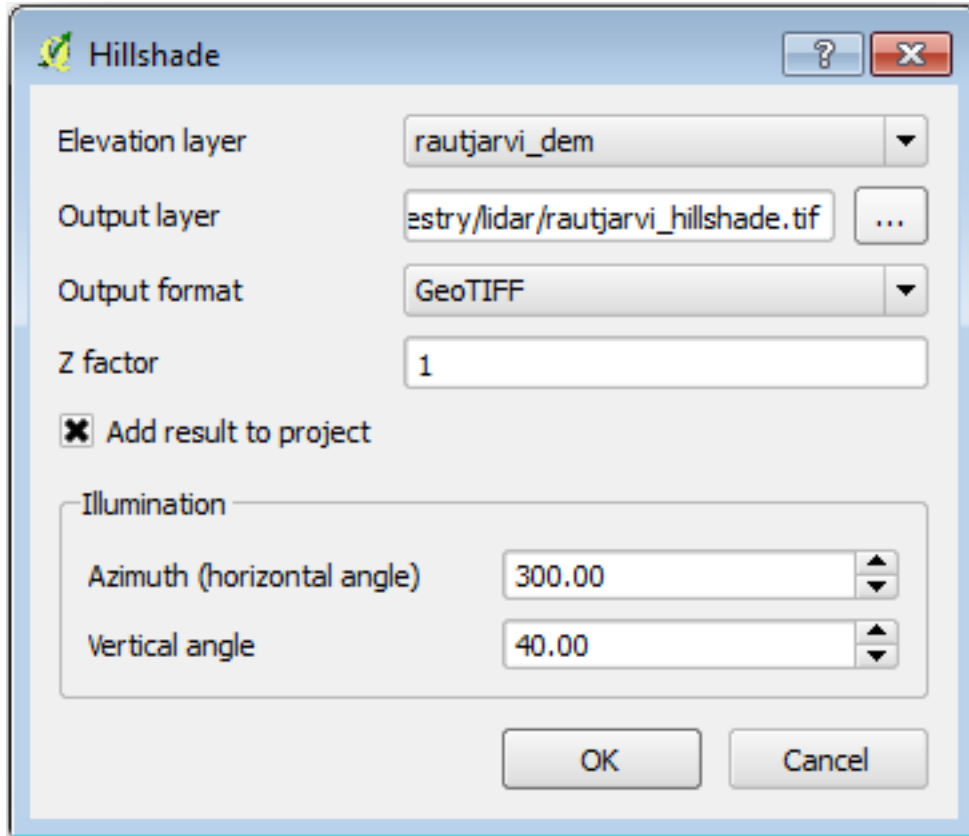 Hillshade
Elevation layer rautjarvi_dem
Output layer estry/lidar/rautjarvi_hillshade.tif ...
Output format GeoTIFF
Z factor 1
Add result to project
Illumination
Azimuth (horizontal angle) 300.00
Vertical angle 40.00
OK Cancel